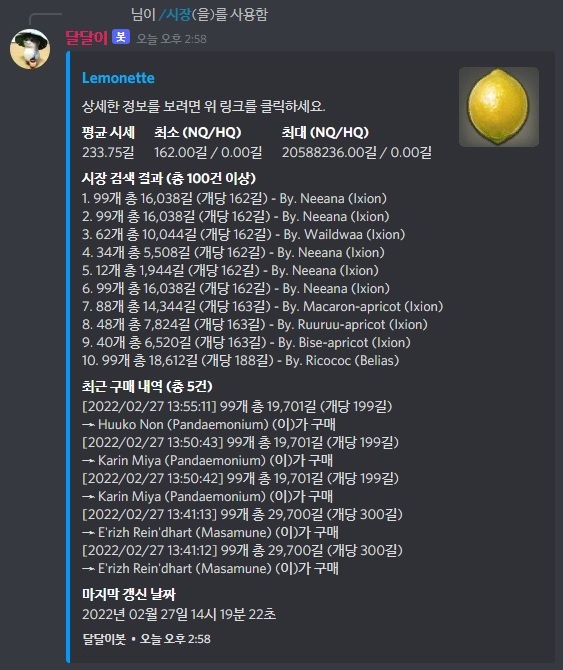 님이 /시장(을)를 사용함
달달이 봇 오늘 오후 2:58
Lemonette
상세한 정보를 보려면 위 링크를 클릭하세요.
평균 시세 최소 (NQ/HQ) 최대 (NQ/HQ)
233.75길 162.00길 / 0.00길 20588236.00길 / 0.00길
시장 검색 결과 (총 100건 이상)
1. 99개 총 16,038길 (개당 162길) - By. Neeana (Ixion)
2. 99개 총 16,038길 (개당 162길) - By. Neeana (Ixion)
3. 62개 총 10,044길 (개당 162길) - By. Waildwaa (Ixion)
4. 34개 총 5,508길 (개당 162길) - By. Neeana (Ixion)
5. 12개 총 1,944길 (개당 162길) - By. Neeana (Ixion)
6. 99개 총 16,038길 (개당 162길) - By. Neeana (Ixion)
7. 88개 총 14,344길 (개당 163길) - By. Macaron-apricot (Ixion)
8. 48개 총 7,824길 (개당 163길) - By. Ruuruu-apricot (Ixion)
9. 40개 총 6,520길 (개당 163길) - By. Bise-apricot (Ixion)
10. 99개 총 18,612길 (개당 188길) - By. Ricococ (Belias)
최근 구매 내역 (총 5건)
[2022/02/27 13:55:11] 99개 총 19,701길 (개당 199길)
→ Huuko Non (Pandaemonium) (이)가 구매
[2022/02/27 13:50:43] 99개 총 19,701길 (개당 199길)
→ Karin Miya (Pandaemonium) (이)가 구매
[2022/02/27 13:50:42] 99개 총 19,701길 (개당 199길)
→ Karin Miya (Pandaemonium) (이)가 구매
[2022/02/27 13:41:13] 99개 총 29,700길 (개당 300길)
→ E'rizh Rein'dhart (Masamune) (이)가 구매
[2022/02/27 13:41:12] 99개 총 29,700길 (개당 300길)
→ E'rizh Rein'dhart (Masamune) (이)가 구매
마지막 갱신 날짜
2022년 02월 27일 14시 19분 22초
달달이봇 • 오늘 오후 2:58